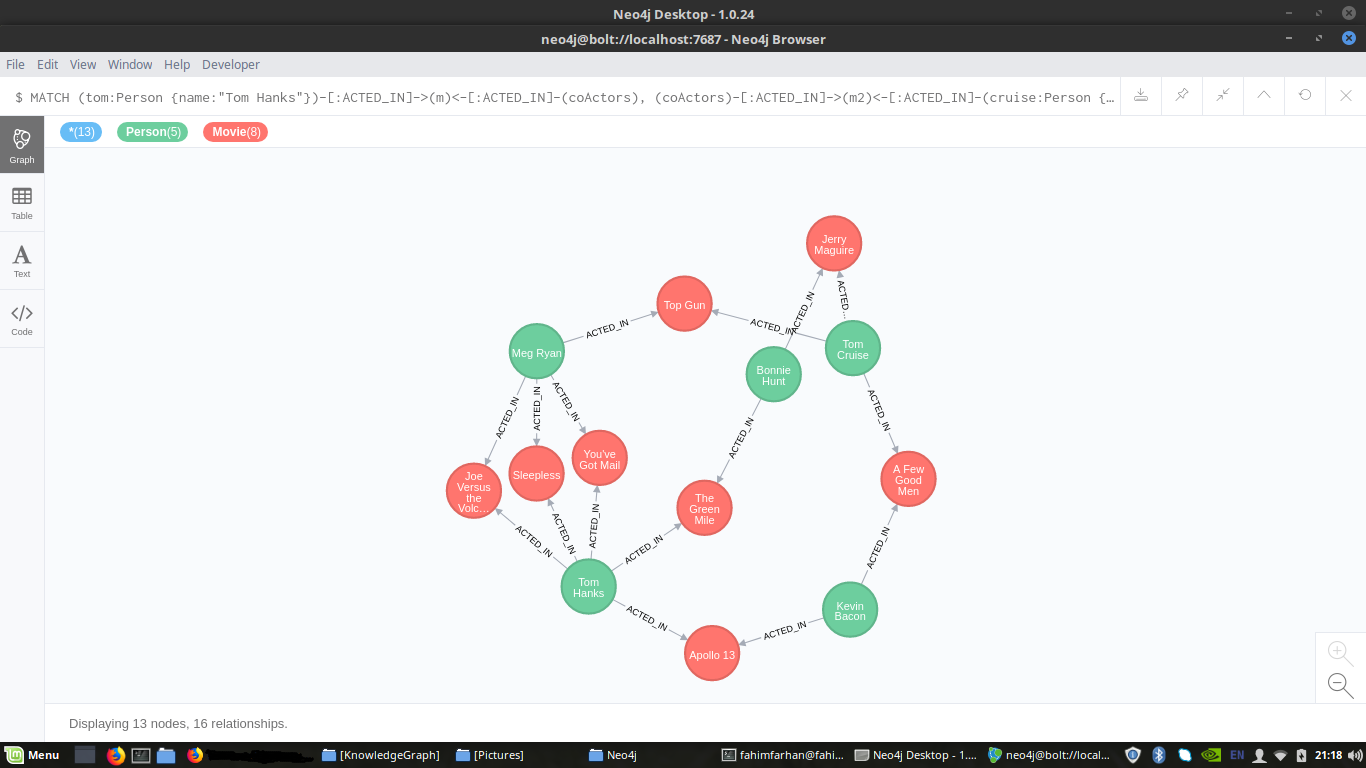 Neo4j Desktop - 1.0.24
neo4j@bolt://localhost:7687 - Neo4j Browser
File Edit View Window Help Developer
$ MATCH (tom:Person {name:"Tom Hanks"})-[:ACTED_IN]->(m)<-[:ACTED_IN]-(coActors), (coActors)-[:ACTED_IN]->(m2)<-[:ACTED_IN]-(cruise:Person {…
*(13) Person(5) Movie(8)
Graph
Table
Text
Code
Jerry
Maguire
ACTED_IN
ACTED…
Top Gun
ACTED_IN
ACTED_IN
Meg Ryan
Tom
Cruise
Bonnie
Hunt
ACTED_IN
ACTED_IN
ACTED_IN
ACTED_IN
ACTED_IN
You've
Got Mail
Sleepless
Joe
Versus
the
Volc…
A Few
Good
Men
The
Green
Mile
ACTED_IN
ACTED_IN
ACTED_IN
ACTED_IN
ACTED_IN
Tom
Hanks
Kevin
Bacon
ACTED_IN
ACTED_IN
Apollo 13
Displaying 13 nodes, 16 relationships.
Menu [KnowledgeGraph] [Pictures] Neo4j fahimfarhan@fahi... Neo4j Desktop - 1.... neo4j@bolt://local... EN 21:18